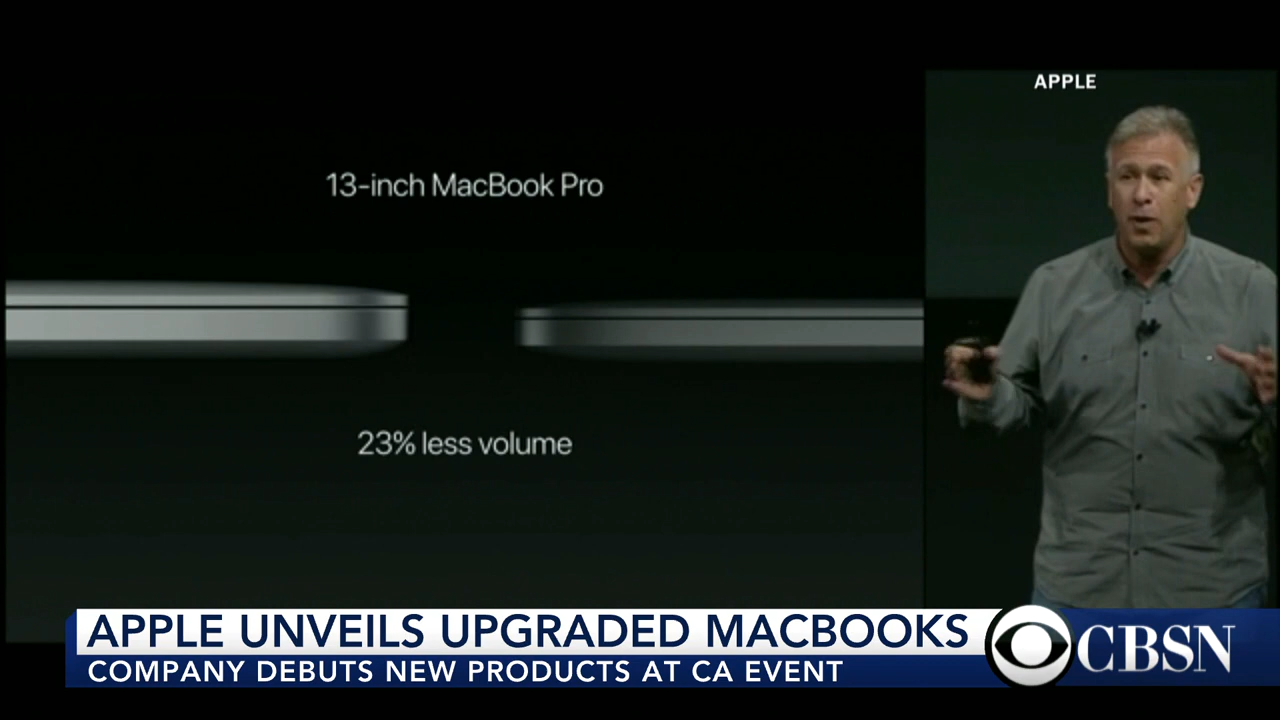 APPLE
13-inch MacBook Pro
23% less volume
APPLE UNVEILS UPGRADED MACBOOKS
COMPANY DEBUTS NEW PRODUCTS AT CA EVENT
CBSN